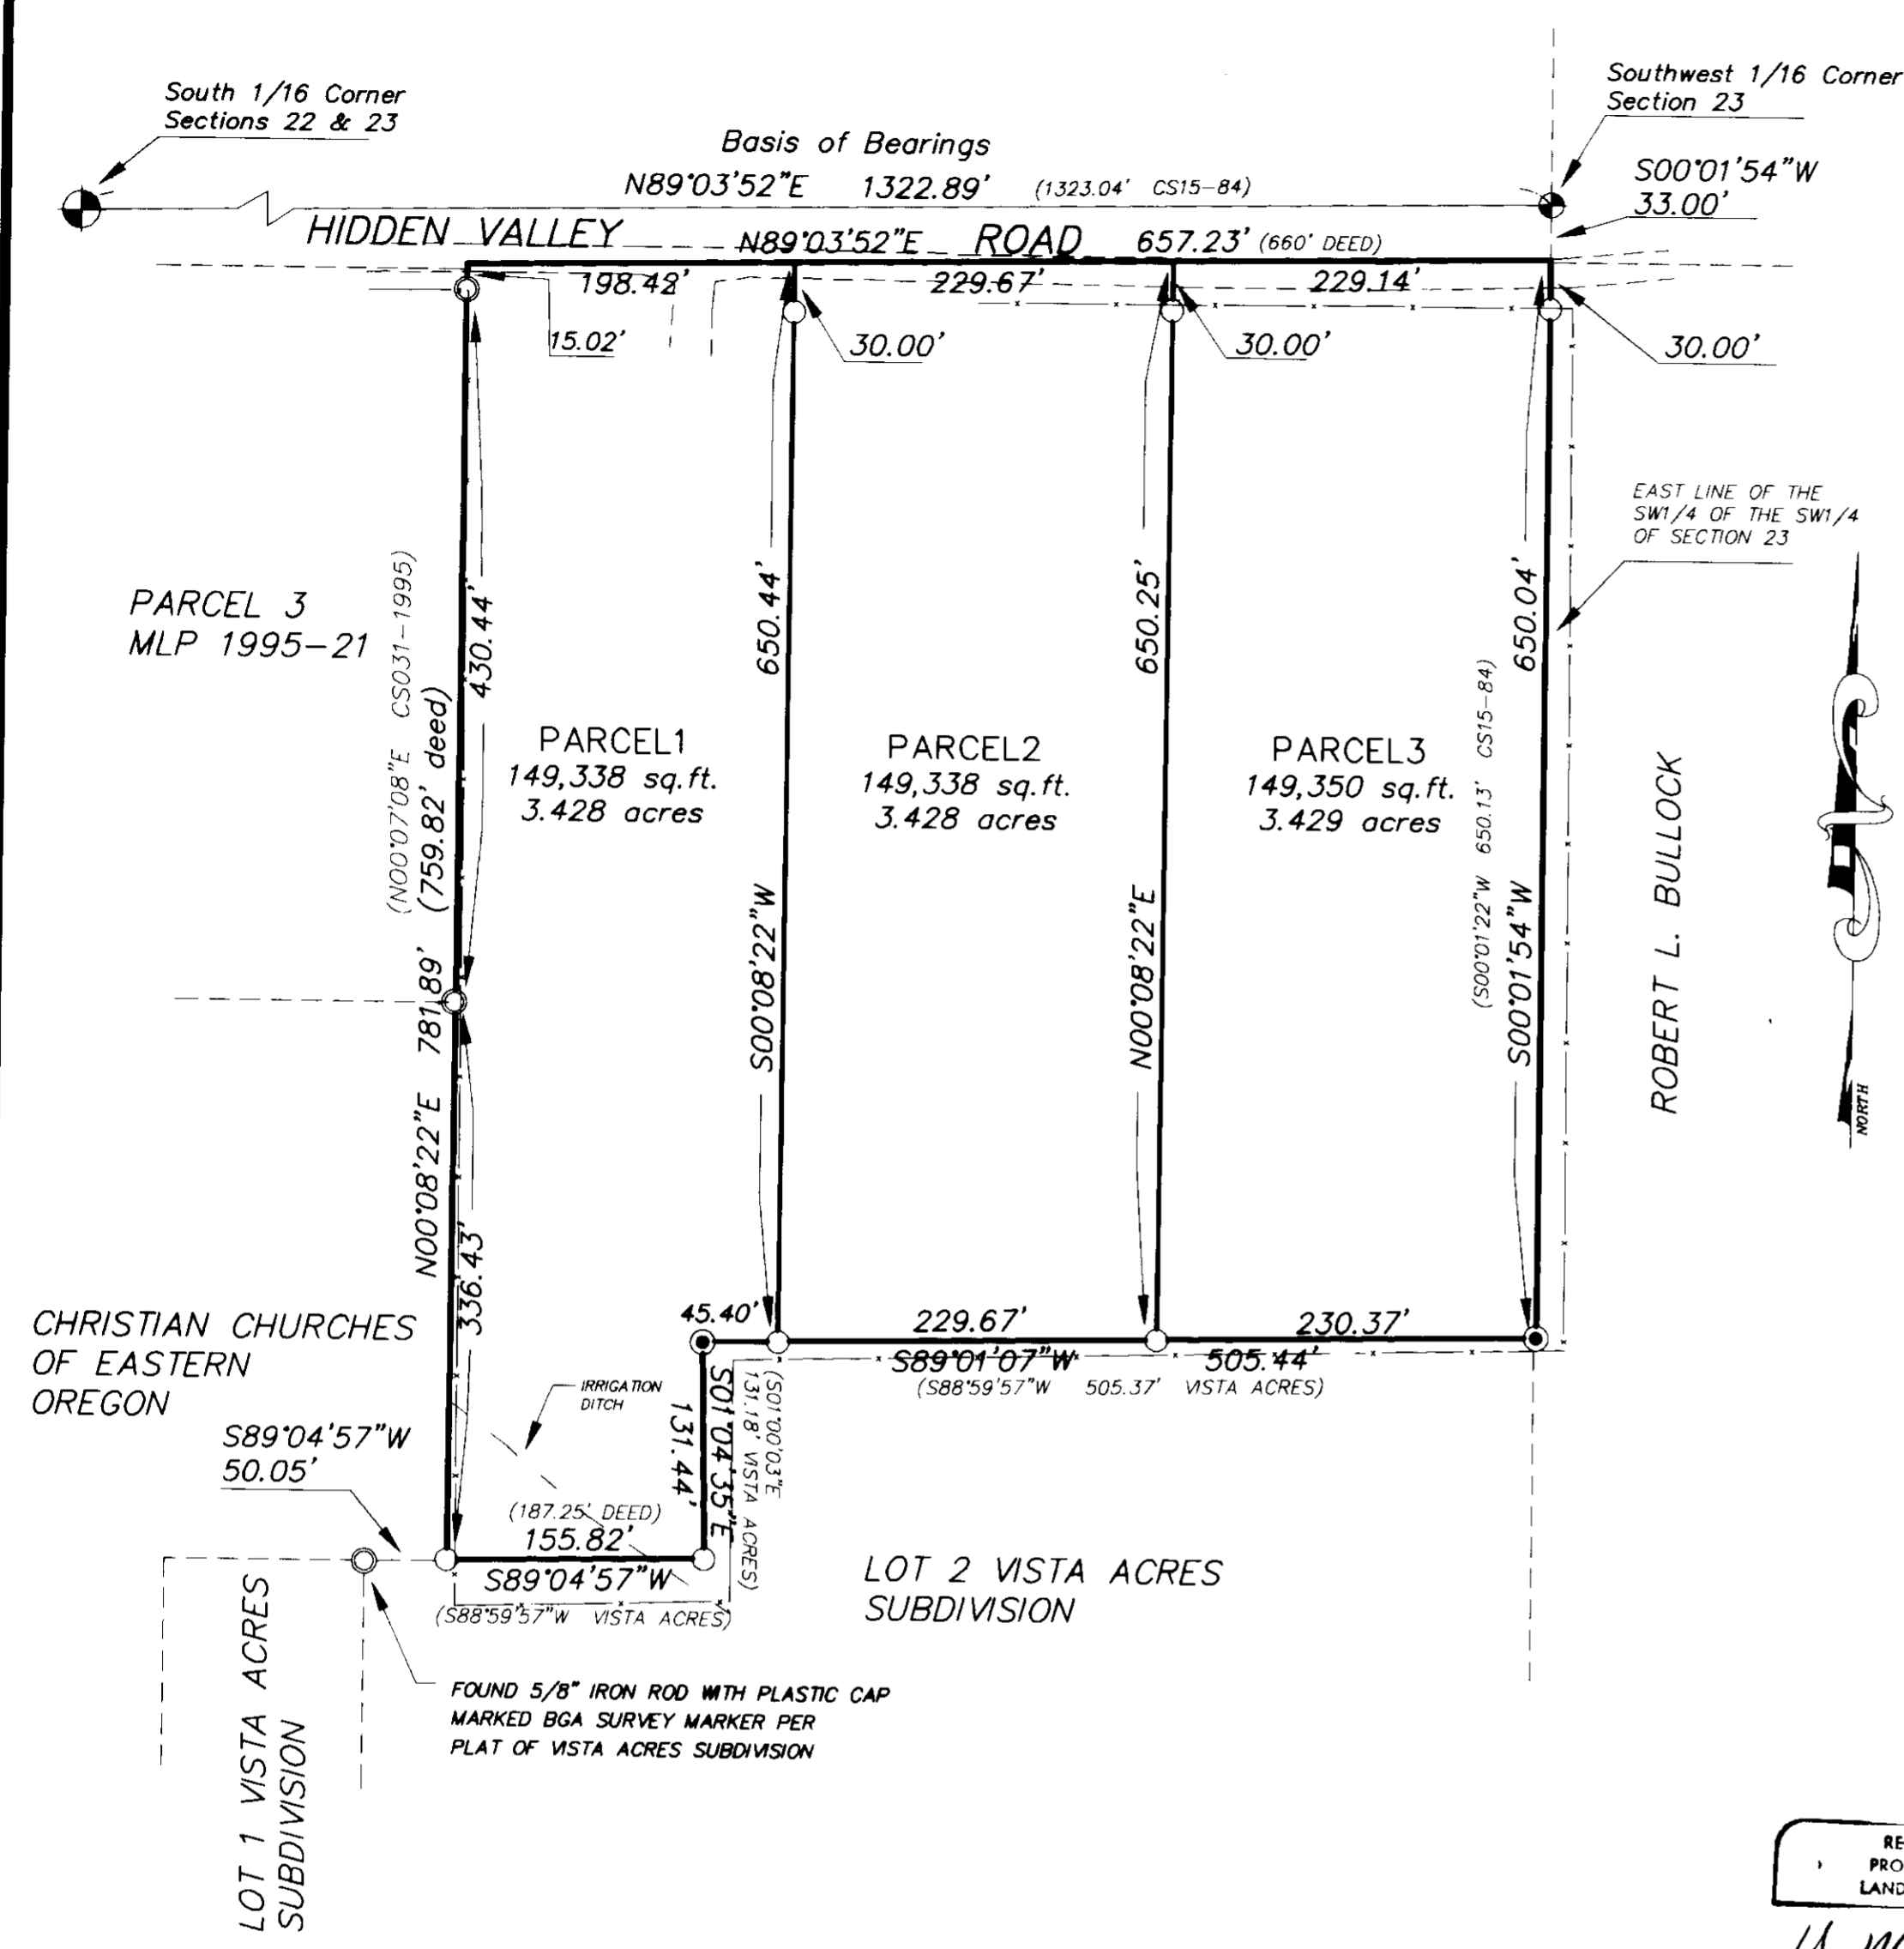 South 1/16 Corner
Sections 22 & 23
Southwest 1/16 Corner
Section 23
Basis of Bearings
N89°03'52"E 1322.89' (1323.04' CS15-84)
S00°01'54"W
33.00'
HIDDEN VALLEY ROAD
N89°03'52"E 657.23' (660' DEED)
198.42'
229.67'
229.14'
15.02'
30.00'
30.00'
30.00'
EAST LINE OF THE
SW1/4 OF THE SW1/4
OF SECTION 23
PARCEL 3
MLP 1995-21
(N00°07'08"E CS031-1995)
(759.82' deed)
N00°08'22"E 781.89'
430.44'
336.43'
650.44'
S00°08'22"W
650.25'
N00°08'22"E
650.04'
S00°01'54"W
(S00°01'22"W 650.13' CS15-84)
PARCEL1
149,338 sq.ft.
3.428 acres
PARCEL2
149,338 sq.ft.
3.428 acres
PARCEL3
149,350 sq.ft.
3.429 acres
ROBERT L. BULLOCK
NORTH
CHRISTIAN CHURCHES
OF EASTERN
OREGON
45.40'
229.67'
230.37'
S89°01'07"W 505.44'
(S88°59'57"W 505.37' VISTA ACRES)
S01°04'35"E
131.44'
(S01°00'03"E
131.18' VISTA ACRES)
IRRIGATION
DITCH
S89°04'57"W
50.05'
(187.25' DEED)
155.82'
S89°04'57"W
(S88°59'57"W VISTA ACRES)
LOT 2 VISTA ACRES
SUBDIVISION
FOUND 5/8" IRON ROD WITH PLASTIC CAP
MARKED BGA SURVEY MARKER PER
PLAT OF VISTA ACRES SUBDIVISION
LOT 1 VISTA ACRES
SUBDIVISION
RE
PRO
LAND